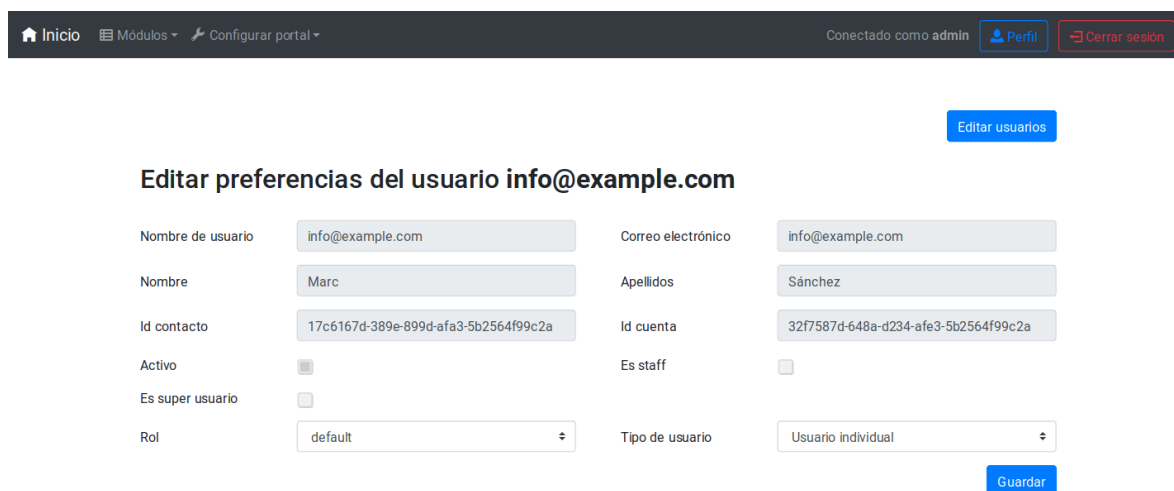 Inicio Módulos Configurar portal Conectado como admin Perfil Cerrar sesión
Editar usuarios
Editar preferencias del usuario info@example.com
Nombre de usuario info@example.com Correo electrónico info@example.com
Nombre Marc Apellidos Sánchez
Id contacto 17c6167d-389e-899d-afa3-5b2564f99c2a Id cuenta 32f7587d-648a-d234-afe3-5b2564f99c2a
Activo Es staff
Es super usuario
Rol default Tipo de usuario Usuario individual
Guardar